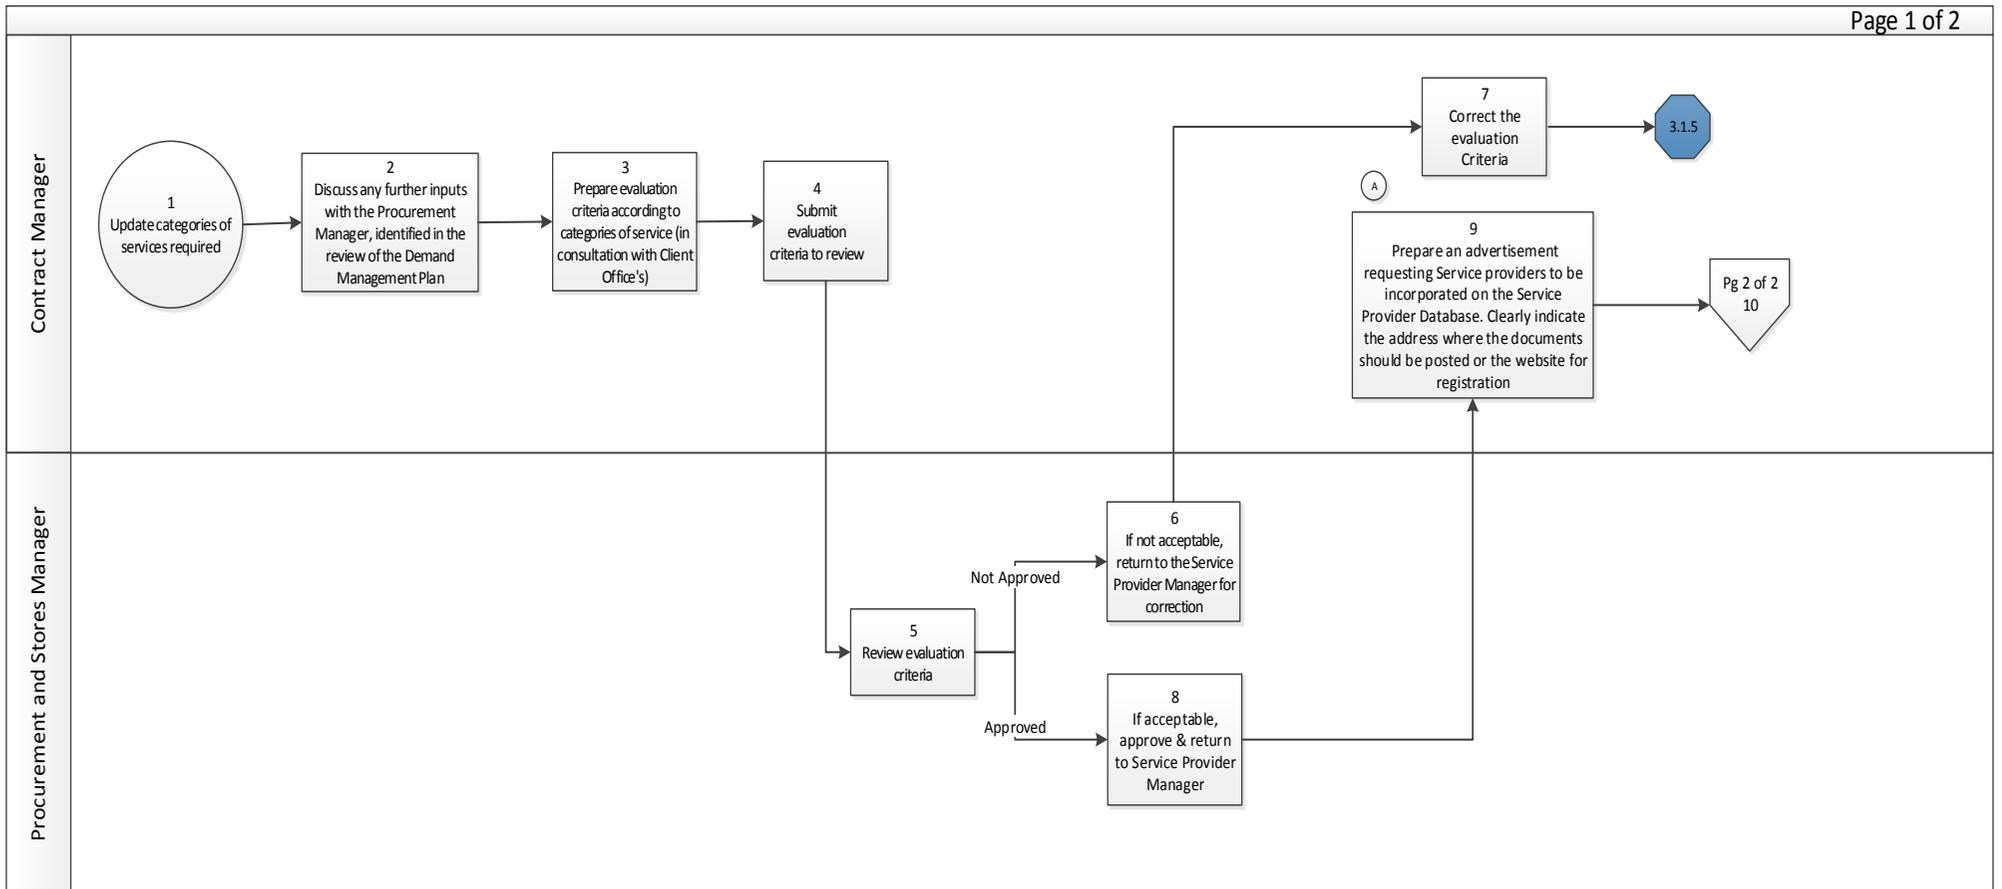 Page 1 of 2
Contract Manager
1
Update categories of
services required
2
Discuss any further inputs
with the Procurement
Manager, identified in the
review of the Demand
Management Plan
3
Prepare evaluation
criteria according to
categories of service (in
consultation with Client
Office's)
4
Submit
evaluation
criteria to review
7
Correct the
evaluation
Criteria
3.1.5
A
9
Prepare an advertisement
requesting Service providers to be
incorporated on the Service
Provider Database. Clearly indicate
the address where the documents
should be posted or the website for
registration
Pg 2 of 2
10
Procurement and Stores Manager
5
Review evaluation
criteria
Not Approved
6
If not acceptable,
return to the Service
Provider Manager for
correction
Approved
8
If acceptable,
approve & return
to Service Provider
Manager